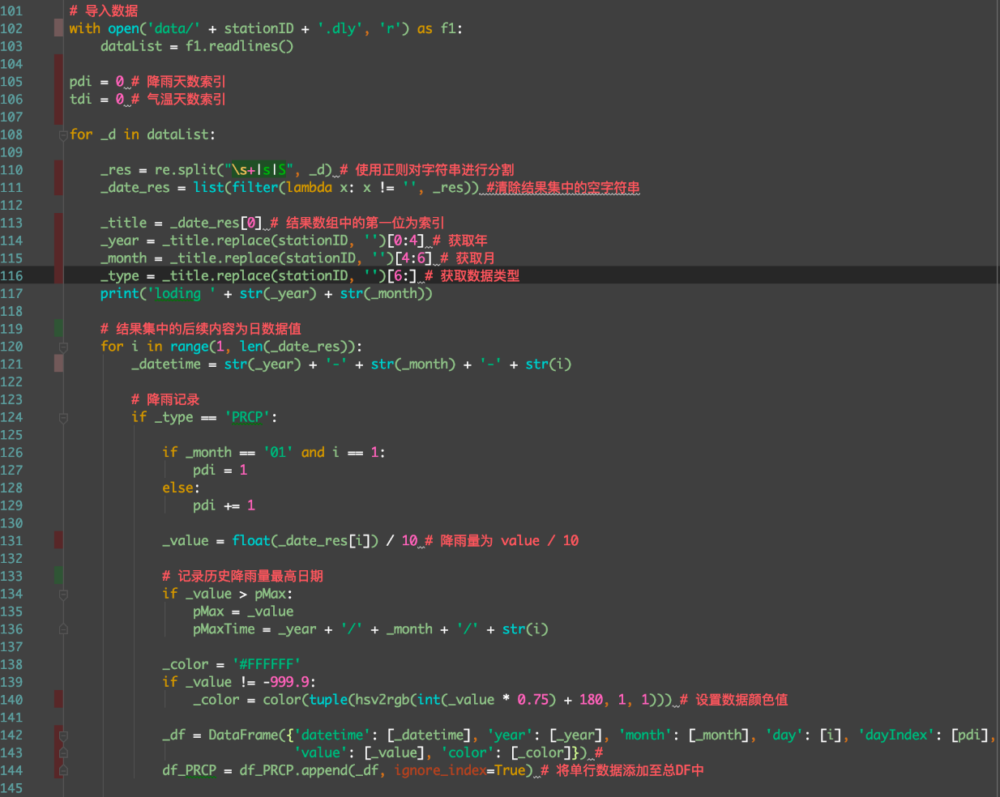 101 # 导入数据
102 with open('data/' + stationID + '.dly', 'r') as f1:
103     dataList = f1.readlines()
104
105 pdi = 0 # 降雨天数索引
106 tdi = 0 # 气温天数索引
107
108 for _d in dataList:
109
110     _res = re.split("\s+|s|S", _d) # 使用正则对字符串进行分割
111     _date_res = list(filter(lambda x: x != '', _res)) #清除结果集中的空字符串
112
113     _title = _date_res[0] # 结果数组中的第一位为索引
114     _year = _title.replace(stationID, '')[0:4] # 获取年
115     _month = _title.replace(stationID, '')[4:6] # 获取月
116     _type = _title.replace(stationID, '')[6:] # 获取数据类型
117     print('loding ' + str(_year) + str(_month))
118
119     # 结果集中的后续内容为日数据值
120     for i in range(1, len(_date_res)):
121         _datetime = str(_year) + '-' + str(_month) + '-' + str(i)
122
123         # 降雨记录
124         if _type == 'PRCP':
125
126             if _month == '01' and i == 1:
127                 pdi = 1
128             else:
129                 pdi += 1
130
131             _value = float(_date_res[i]) / 10 # 降雨量为 value / 10
132
133             # 记录历史降雨量最高日期
134             if _value > pMax:
135                 pMax = _value
136                 pMaxTime = _year + '/' + _month + '/' + str(i)
137
138             _color = '#FFFFFF'
139             if _value != -999.9:
140                 _color = color(tuple(hsv2rgb(int(_value * 0.75) + 180, 1, 1))) # 设置数据颜色值
141
142             _df = DataFrame({'datetime': [_datetime], 'year': [_year], 'month': [_month], 'day': [i], 'dayIndex': [pdi],
143                              'value': [_value], 'color': [_color]}) #
144             df_PRCP = df_PRCP.append(_df, ignore_index=True) # 将单行数据添加至总DF中
145